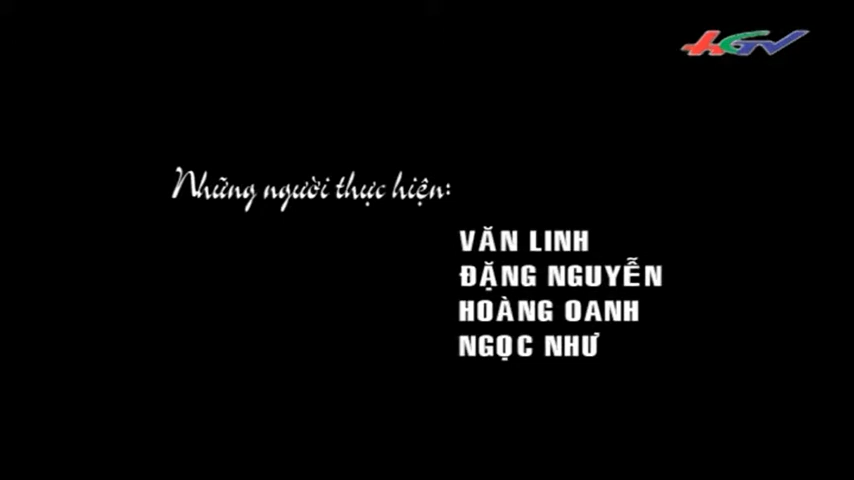 HGV
Những người thực hiện:
VĂN LINH
ĐẶNG NGUYỄN
HOÀNG OANH
NGỌC NHƯ